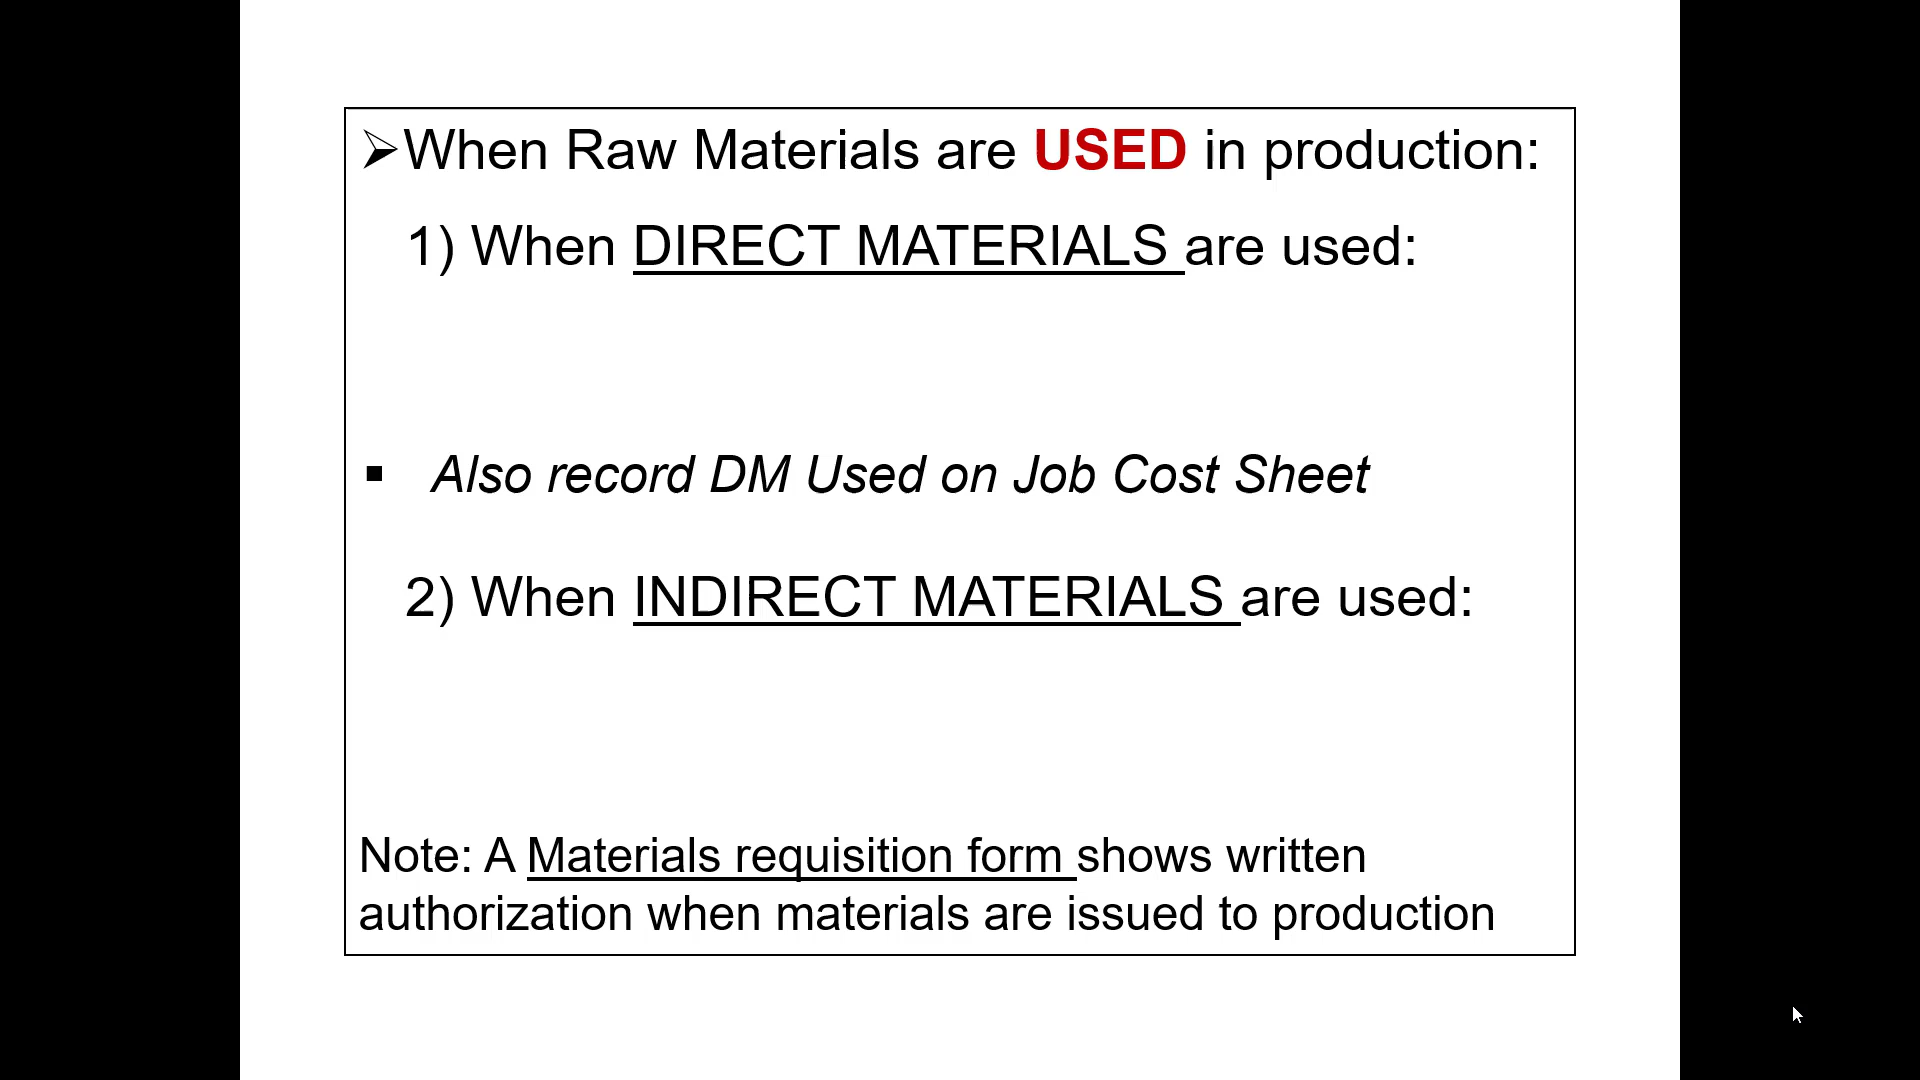 ➢When Raw Materials are USED in production:
1) When DIRECT MATERIALS are used:
▪ Also record DM Used on Job Cost Sheet
2) When INDIRECT MATERIALS are used:
Note: A Materials requisition form shows written
authorization when materials are issued to production